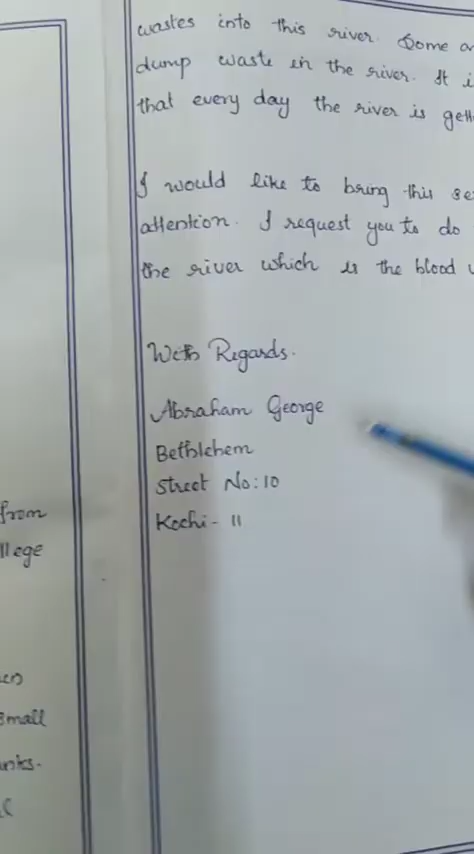 from
llege
small
wastes into this river. Some
dump waste in the river. It
that every day the river is
I would like to bring this
attention. I request you to do
the river which is the blood
With Regards.
Abraham George
Bethlehem
Street No:10
Kochi- 11